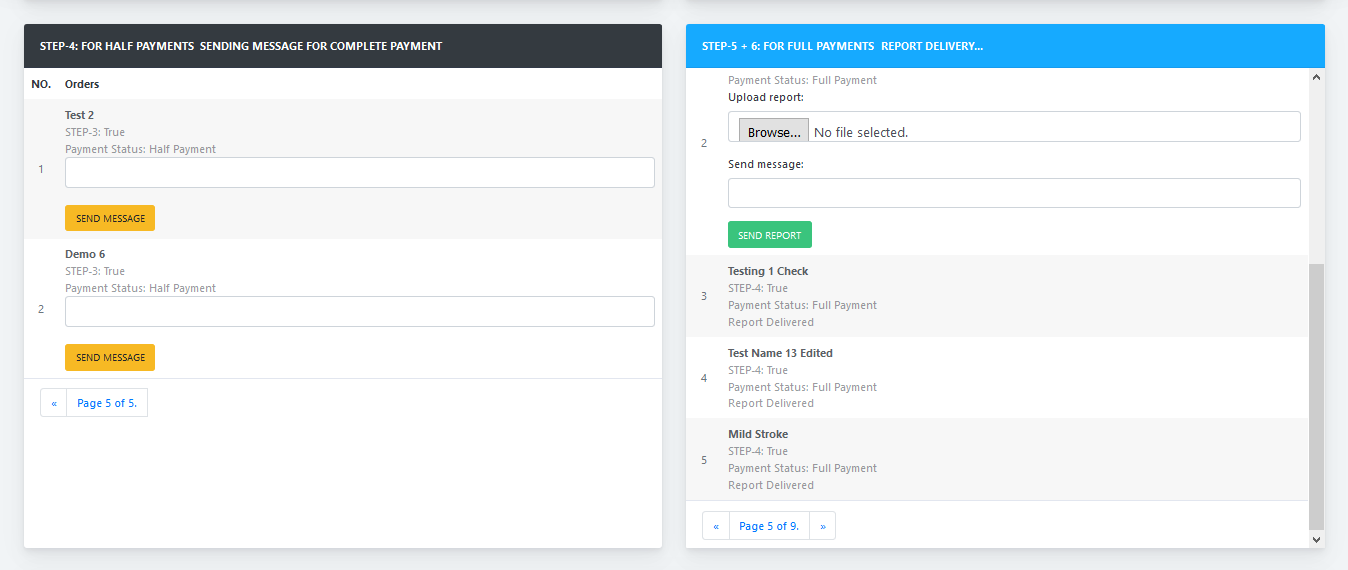 STEP-4: FOR HALF PAYMENTS SENDING MESSAGE FOR COMPLETE PAYMENT
NO. Orders
Test 2
STEP-3: True
Payment Status: Half Payment
1
SEND MESSAGE
Demo 6
STEP-3: True
Payment Status: Half Payment
2
SEND MESSAGE
« Page 5 of 5.
STEP-5 + 6: FOR FULL PAYMENTS REPORT DELIVERY...
Payment Status: Full Payment
Upload report:
Browse... No file selected.
2
Send message:
SEND REPORT
Testing 1 Check
STEP-4: True
3
Payment Status: Full Payment
Report Delivered
Test Name 13 Edited
STEP-4: True
4
Payment Status: Full Payment
Report Delivered
Mild Stroke
STEP-4: True
5
Payment Status: Full Payment
Report Delivered
« Page 5 of 9. »